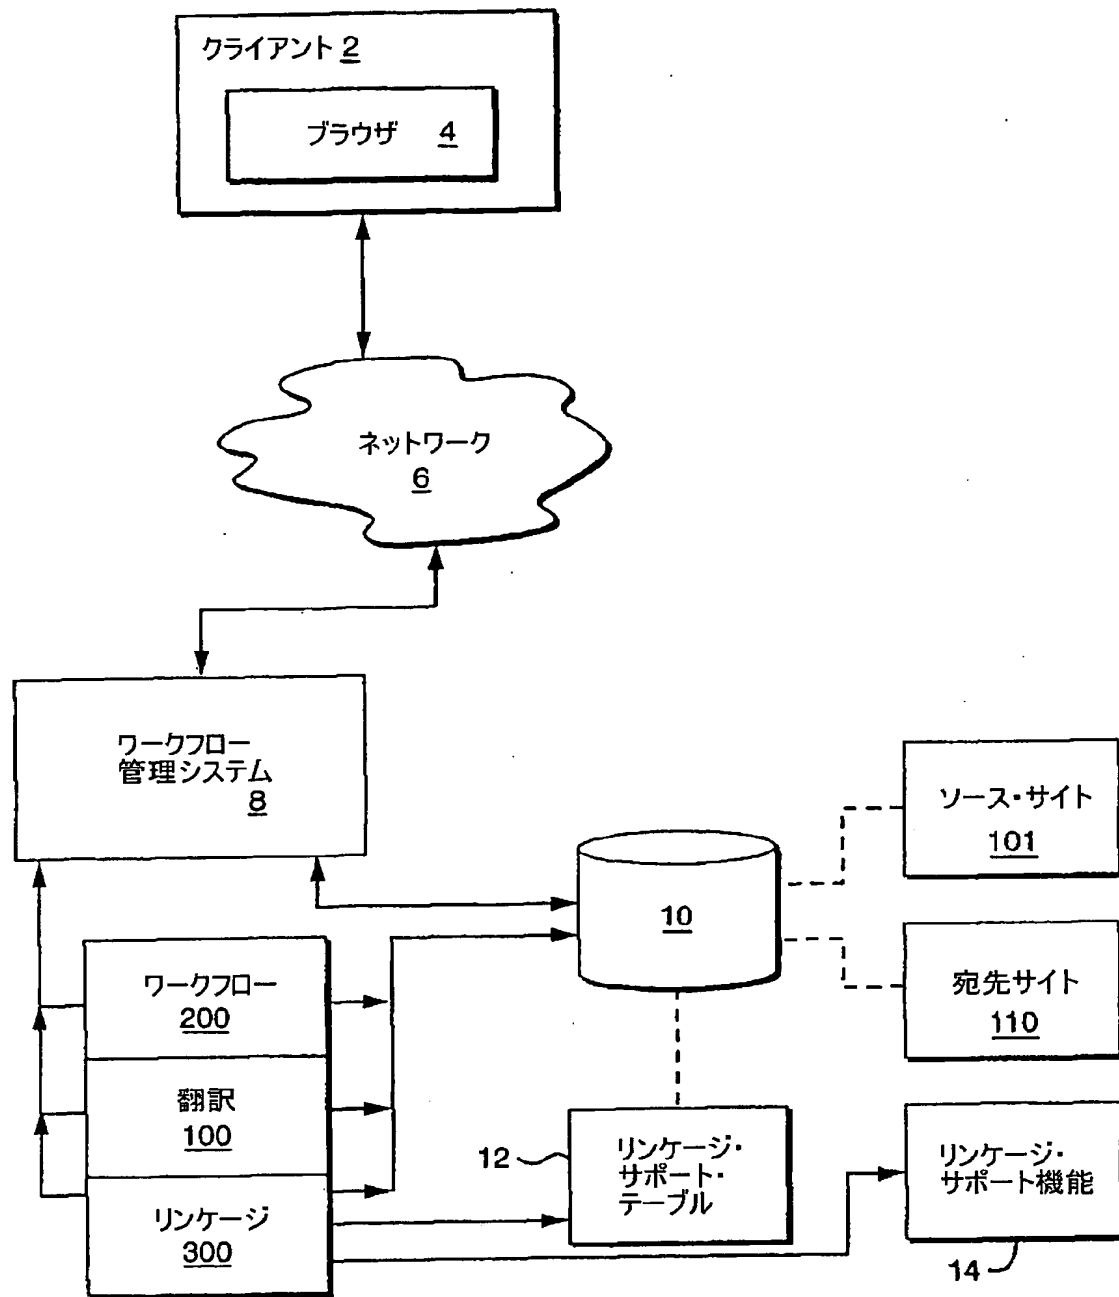 クライアント 2
ブラウザ 4
ネットワーク
6
ワークフロー
管理システム
8
ソース・サイト
101
10
宛先サイト
110
ワークフロー
200
翻訳
100
リンケージ
300
12
リンケージ・
サポート・
テーブル
リンケージ・
サポート機能
14